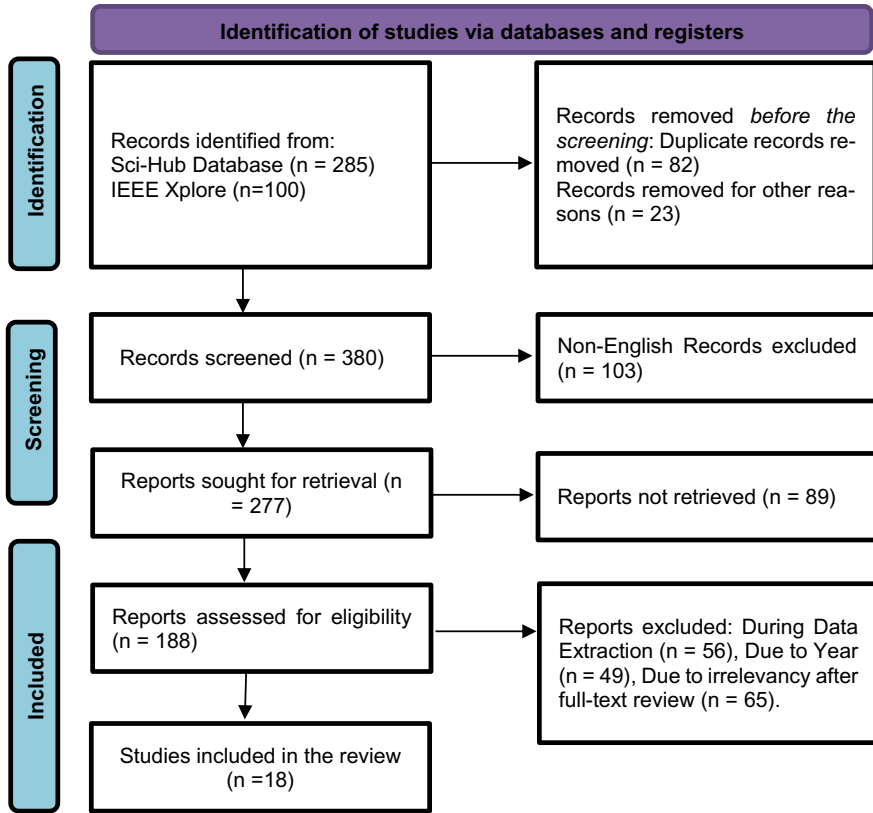 Identification of studies via databases and registers
Identification
Records identified from:
Sci-Hub Database (n = 285)
IEEE Xplore (n=100)
Records removed before the
screening: Duplicate records re-
moved (n = 82)
Records removed for other rea-
sons (n = 23)
Screening
Records screened (n = 380)
Non-English Records excluded
(n = 103)
Reports sought for retrieval (n
= 277)
Reports not retrieved (n = 89)
Included
Reports assessed for eligibility
(n = 188)
Reports excluded: During Data
Extraction (n = 56), Due to Year
(n = 49), Due to irrelevancy after
full-text review (n = 65).
Studies included in the review
(n =18)